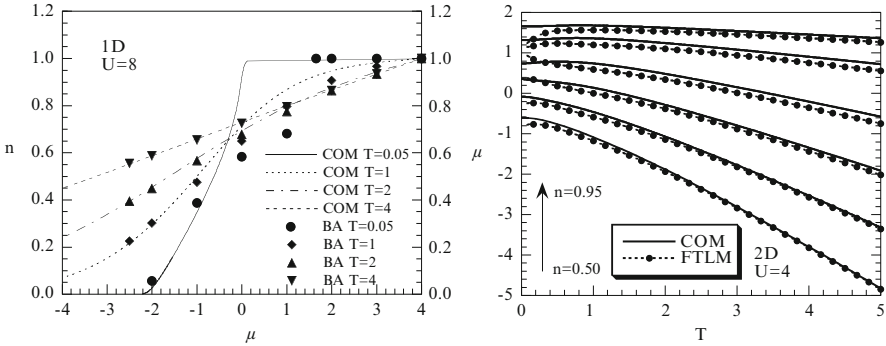 1D
U=8
n
1.2
1.0
0.8
0.6
0.4
0.2
0.0
-4 -3 -2 -1 0 1 2 3 4
μ
1.2
1.0
0.8
0.6
0.4
0.2
0.0
COM T=0.05
COM T=1
COM T=2
COM T=4
BA T=0.05
BA T=1
BA T=2
BA T=4
μ
2
1
0
-1
-2
-3
-4
-5
0 1 2 3 4 5
T
n=0.95
n=0.50
COM
FTLM
2D
U=4